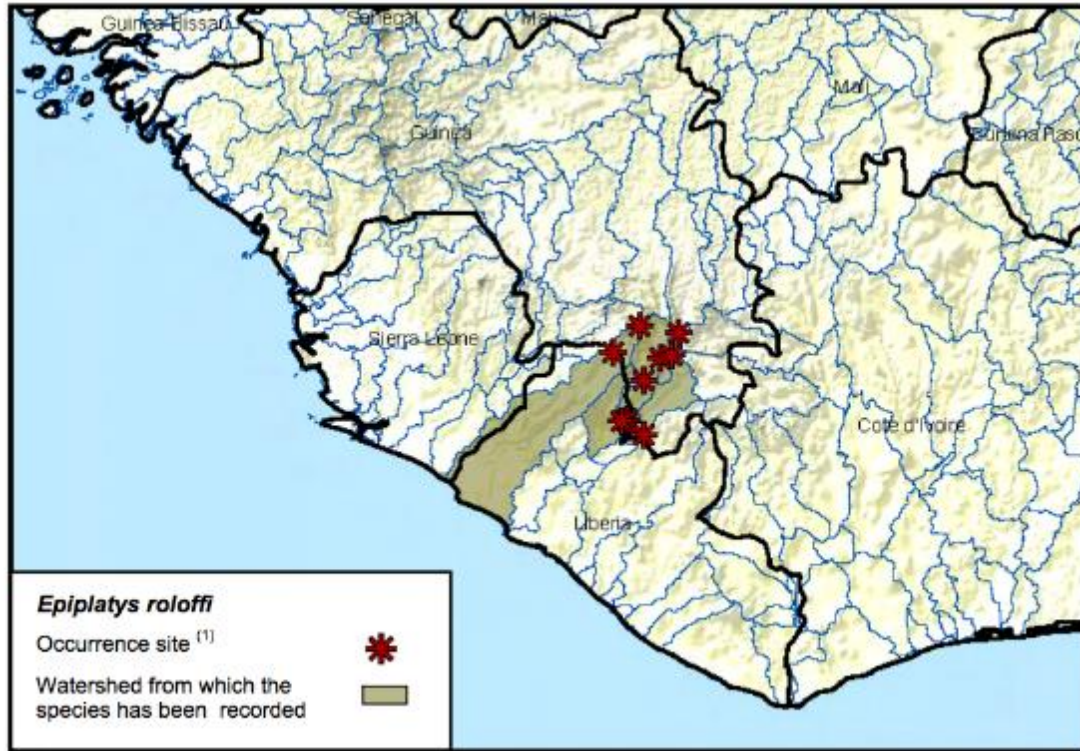 Guinea-Bissau
Senegal
Mali
Mali
Guinea
Burkina Faso
Sierra Leone
Cote d'Ivoire
Liberia
Epiplatys roloffi
Occurrence site (1)
Watershed from which the
species has been recorded